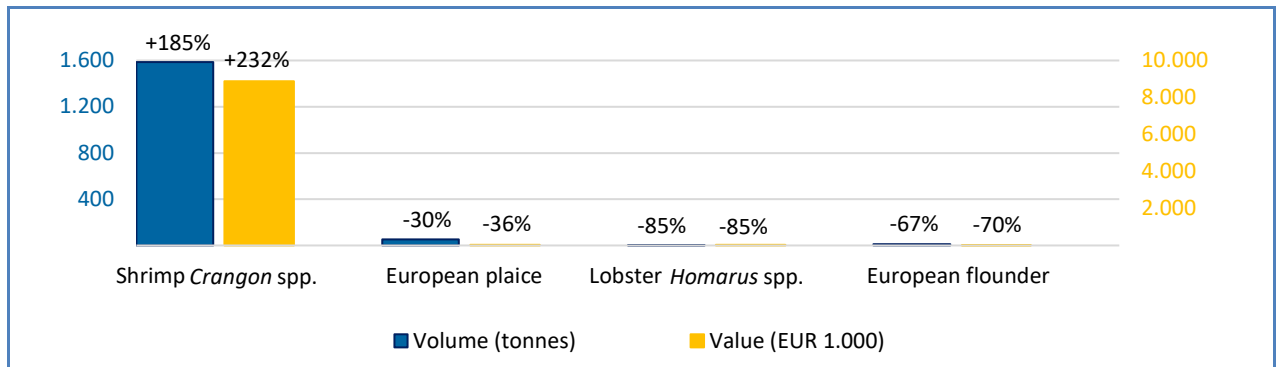 +185%
+232%
1.600
10.000
8.000
1.200
6.000
800
4.000
400
2.000
-30%
-36%
-85%
-85%
-67%
-70%
Shrimp Crangon spp.
European plaice
Lobster Homarus spp.
European flounder
Volume (tonnes)
Value (EUR 1.000)